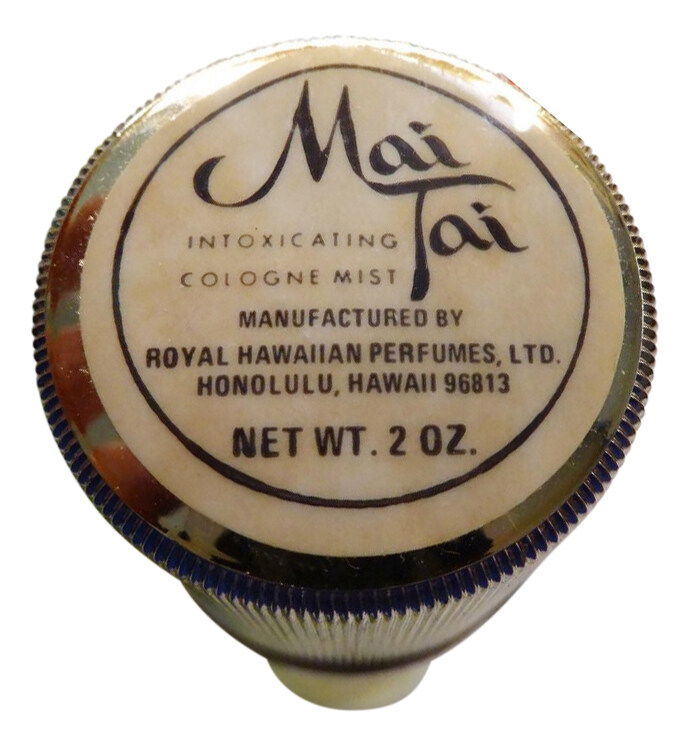 Mai
Tai
INTOXICATING
COLOGNE MIST
MANUFACTURED BY
ROYAL HAWAIIAN PERFUMES, LTD.
HONOLULU, HAWAII 96813
NET WT. 2 OZ.